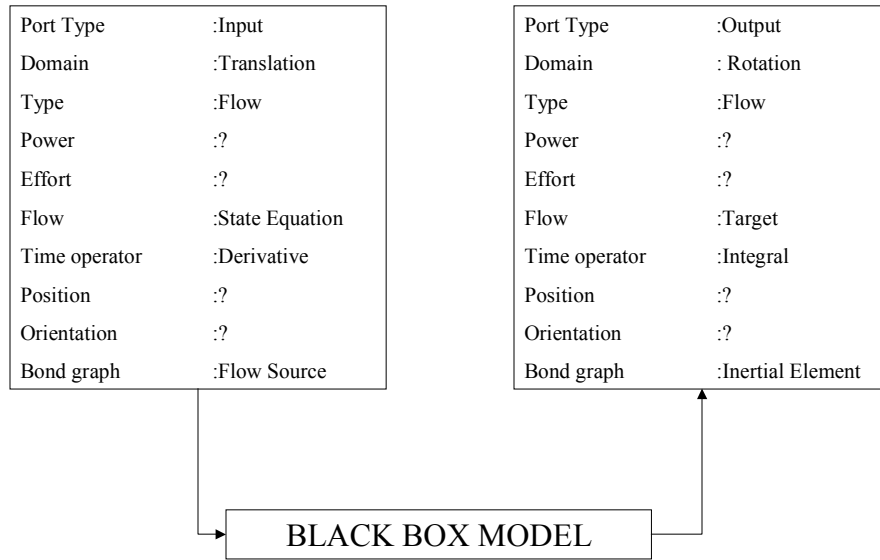 Port Type :Input
Domain :Translation
Type :Flow
Power :?
Effort :?
Flow :State Equation
Time operator :Derivative
Position :?
Orientation :?
Bond graph :Flow Source
Port Type :Output
Domain : Rotation
Type :Flow
Power :?
Effort :?
Flow :Target
Time operator :Integral
Position :?
Orientation :?
Bond graph :Inertial Element
BLACK BOX MODEL